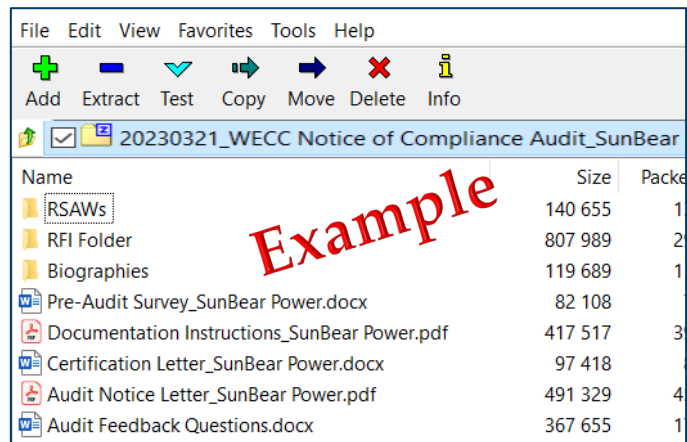 File Edit View Favorites Tools Help
Add Extract Test Copy Move Delete Info
20230321_WECC Notice of Compliance Audit_SunBear
Name Size
RSAWs 140 655
RFI Folder 807 989
Biographies 119 689
Example
Pre-Audit Survey_SunBear Power.docx 82 108
Documentation Instructions_SunBear Power.pdf 417 517
Certification Letter_SunBear Power.docx 97 418
Audit Notice Letter_SunBear Power.pdf 491 329
Audit Feedback Questions.docx 367 655